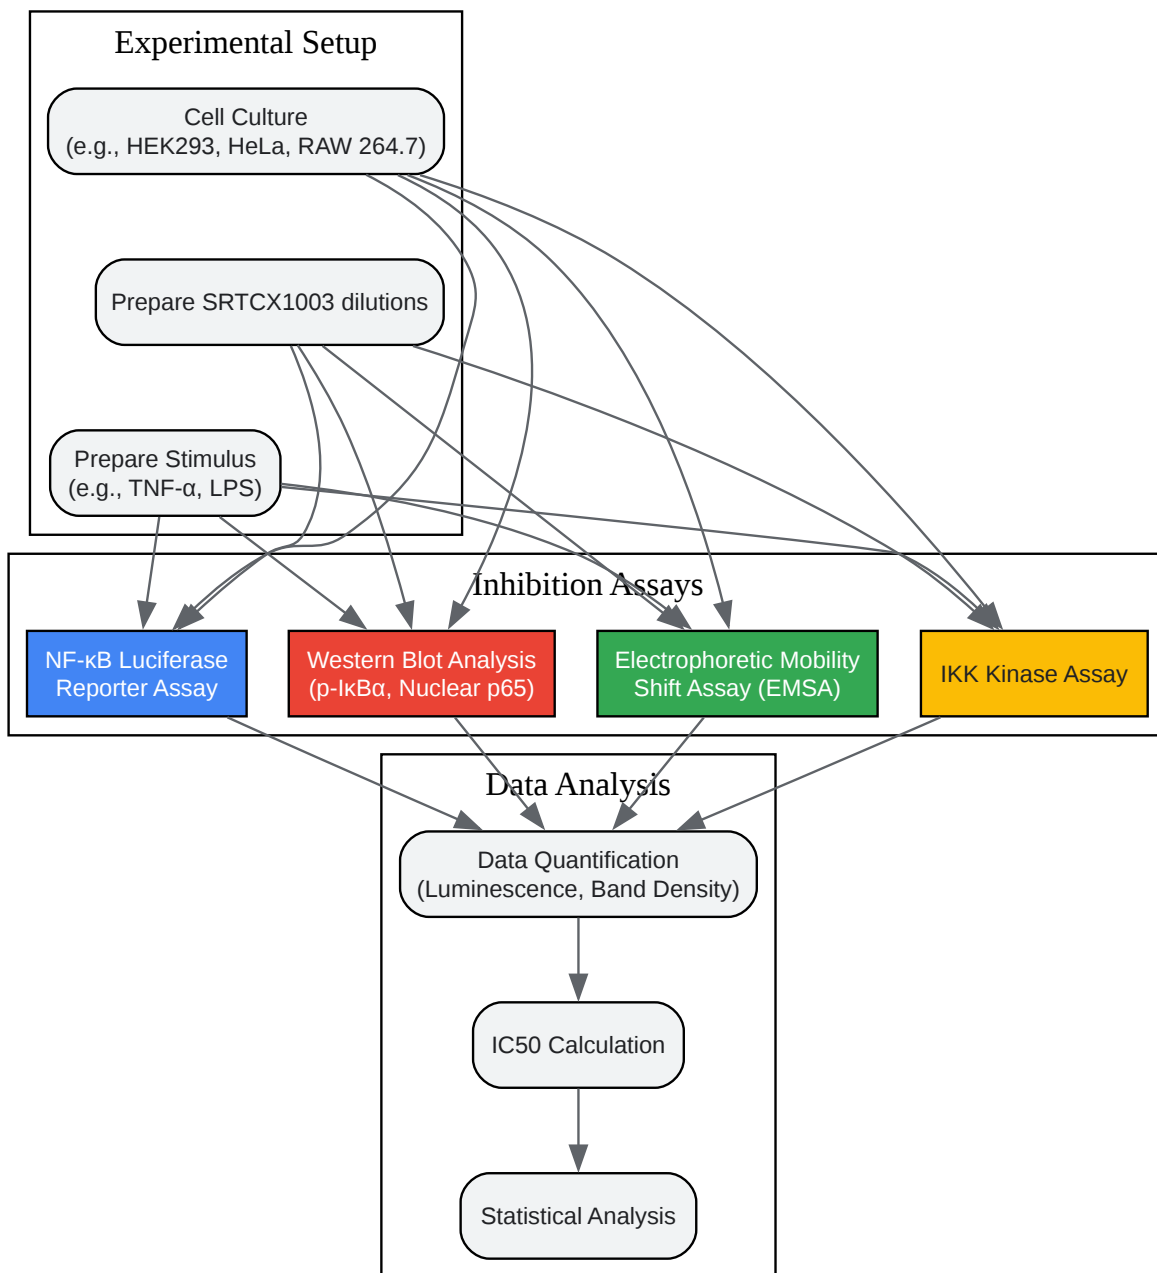 Experimental Setup
Cell Culture
(e.g., HEK293, HeLa, RAW 264.7)
Prepare SRTCX1003 dilutions
Prepare Stimulus
(e.g., TNF-α, LPS)
Inhibition Assays
NF-κB Luciferase
Reporter Assay
Western Blot Analysis
(p-IκBα, Nuclear p65)
Electrophoretic Mobility
Shift Assay (EMSA)
IKK Kinase Assay
Data Analysis
Data Quantification
(Luminescence, Band Density)
IC50 Calculation
Statistical Analysis